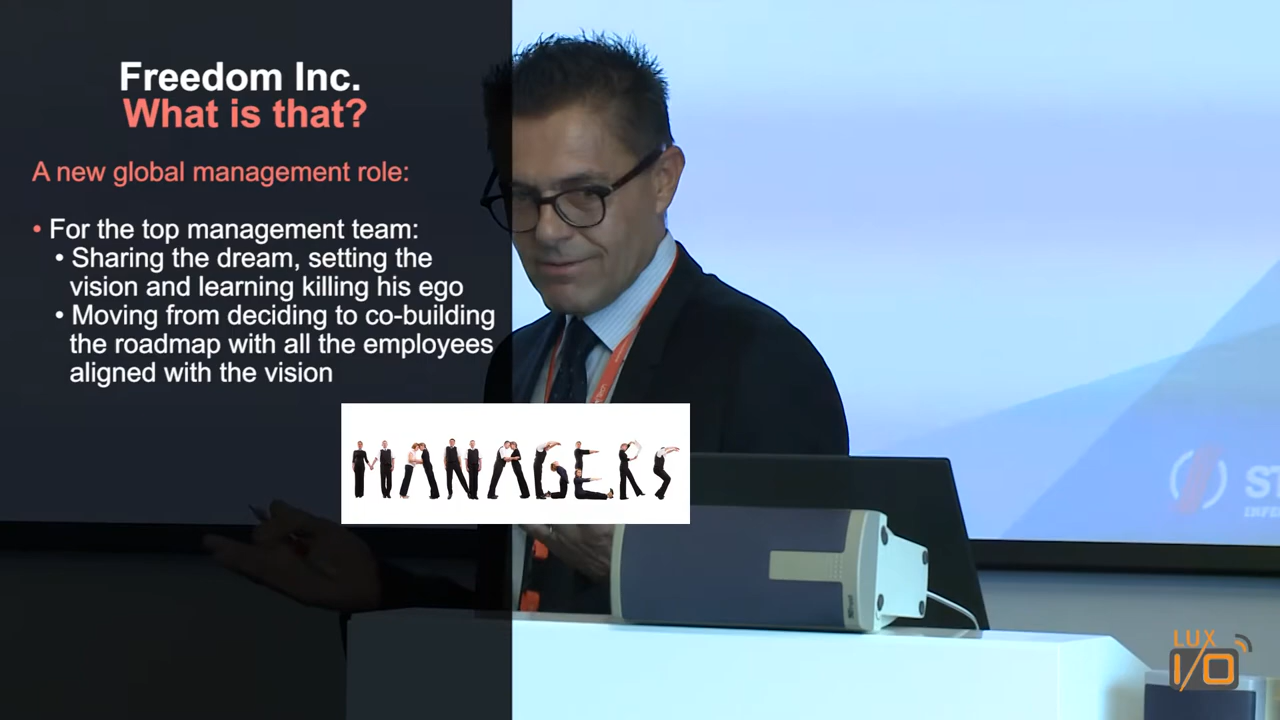 Freedom Inc.
What is that?
A new global management role:
• For the top management team:
• Sharing the dream, setting the
vision and learning killing his ego
• Moving from deciding to co-building
the roadmap with all the employees
aligned with the vision
MANAGERS
ST
LUX
I/O